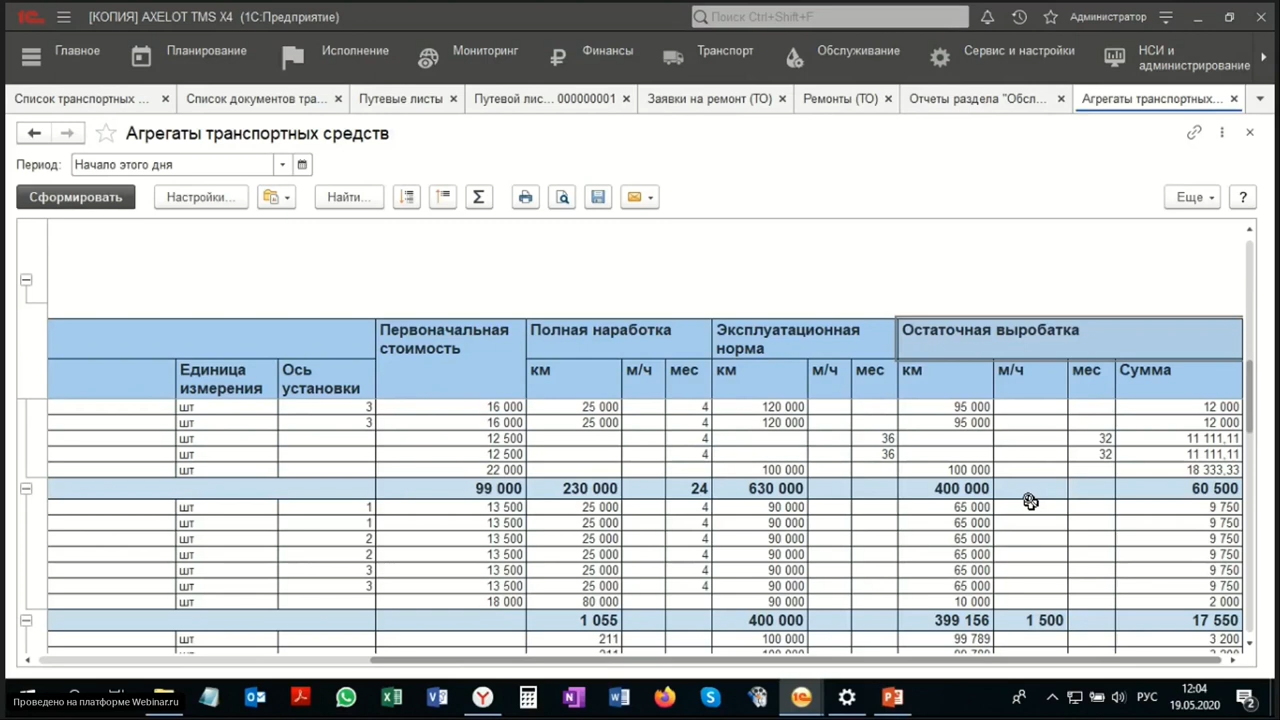 [КОПИЯ] AXELOT TMS X4 (1С:Предприятие)
Поиск Ctrl+Shift+F
Администратор
Главное
Планирование
Исполнение
Мониторинг
Финансы
Транспорт
Обслуживание
Сервис и настройки
НСИ и администрирование
Список транспортных ... ×
Список документов тра... ×
Путевые листы ×
Путевой лис... 000000001 ×
Заявки на ремонт (ТО) ×
Ремонты (ТО) ×
Отчеты раздела "Обсл... ×
Агрегаты транспортных... ×
Агрегаты транспортных средств
Период: Начало этого дня
Сформировать
Настройки...
Найти...
Σ
Еще
?
Первоначальная стоимость
Полная наработка
Эксплуатационная норма
Остаточная выробатка
Единица измерения
Ось установки
км м/ч мес км м/ч мес км м/ч мес Сумма
шт 3 16 000 25 000 4 120 000 95 000 12 000
шт 3 16 000 25 000 4 120 000 95 000 12 000
шт 12 500 4 36 32 11 111,11
шт 12 500 4 36 32 11 111,11
шт 22 000 100 000 100 000 18 333,33
99 000 230 000 24 630 000 400 000 60 500
шт 1 13 500 25 000 4 90 000 65 000 9 750
шт 1 13 500 25 000 4 90 000 65 000 9 750
шт 2 13 500 25 000 4 90 000 65 000 9 750
шт 2 13 500 25 000 4 90 000 65 000 9 750
шт 3 13 500 25 000 4 90 000 65 000 9 750
шт 3 13 500 25 000 4 90 000 65 000 9 750
шт 18 000 80 000 90 000 10 000 2 000
1 055 400 000 399 156 1 500 17 550
шт 211 100 000 99 789 3 200
Проведено на платформе Webinar.ru
РУС
12:04
19.05.2020
2